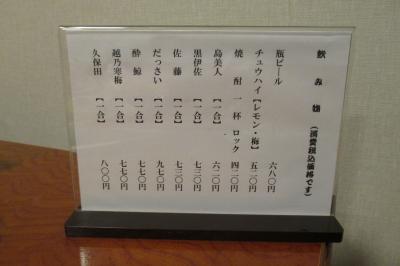 飲み物(消費税込価格です)
瓶ビール 六八〇円
チュウハイ【レモン・梅】 五二〇円
焼酎 一杯 ロック 四二〇円
島美人 【一合】 六二〇円
黒伊佐 【一合】 七三〇円
佐藤 【一合】 七三〇円
だっさい 【一合】 九七〇円
酔鯨 【一合】 七七〇円
越乃寒梅 【一合】 七七〇円
久保田 【一合】 八〇〇円